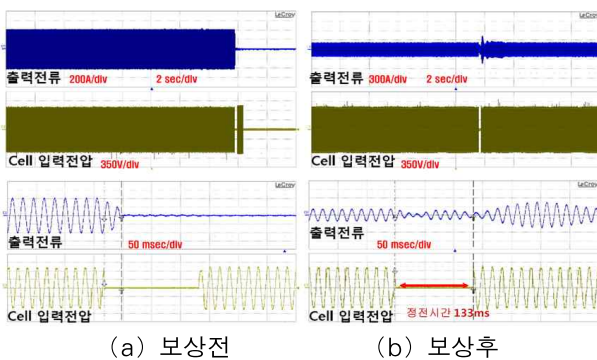 LeCroy
출력전류 200A/div 2 sec/div
Cell 입력전압 350V/div
LeCroy
출력전류 50 msec/div
Cell 입력전압
(a) 보상전
LeCroy
출력전류 300A/div 2 sec/div
Cell 입력전압 350V/div
LeCroy
출력전류 50 msec/div
정전시간 133ms
Cell 입력전압
(b) 보상후